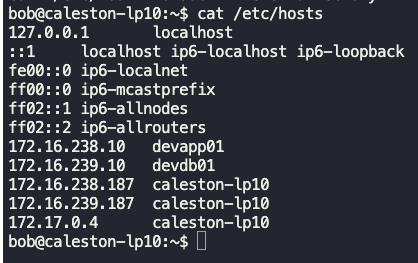 bob@caleston-lp10:~$ cat /etc/hosts
127.0.0.1 localhost
::1 localhost ip6-localhost ip6-loopback
fe00::0 ip6-localnet
ff00::0 ip6-mcastprefix
ff02::1 ip6-allnodes
ff02::2 ip6-allrouters
172.16.238.10 devapp01
172.16.239.10 devdb01
172.16.238.187 caleston-lp10
172.16.239.187 caleston-lp10
172.17.0.4 caleston-lp10
bob@caleston-lp10:~$